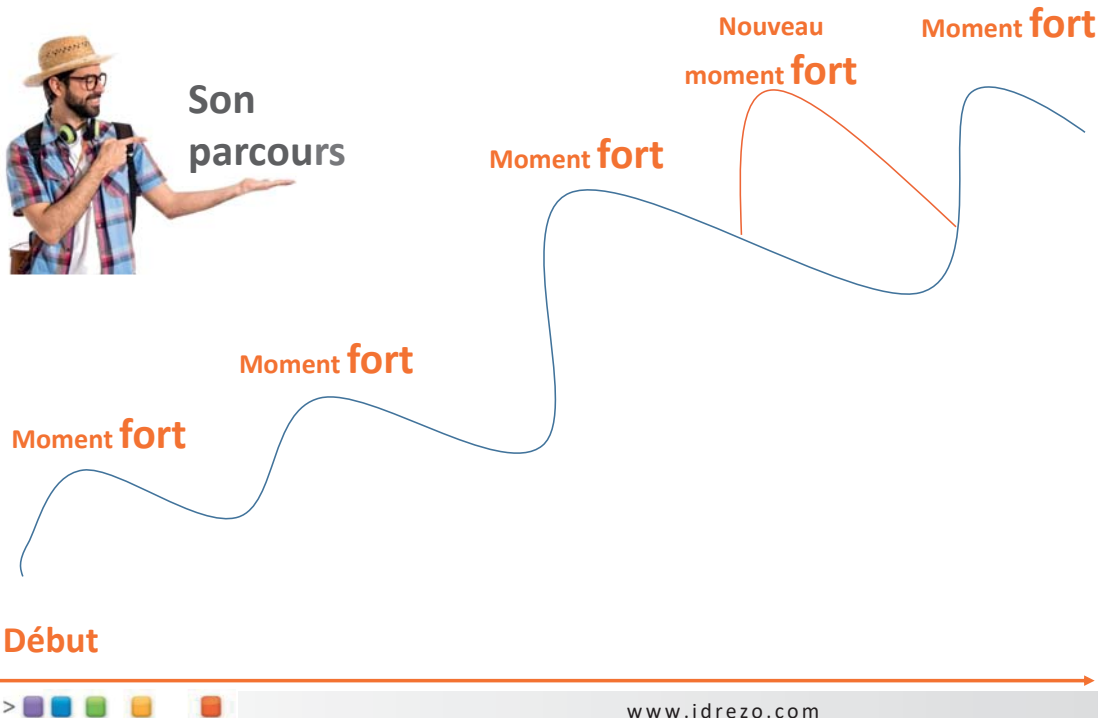 Nouveau
moment fort
Moment fort
Son
parcours
Moment fort
Moment fort
Moment fort
Début
>
www.idrezo.com